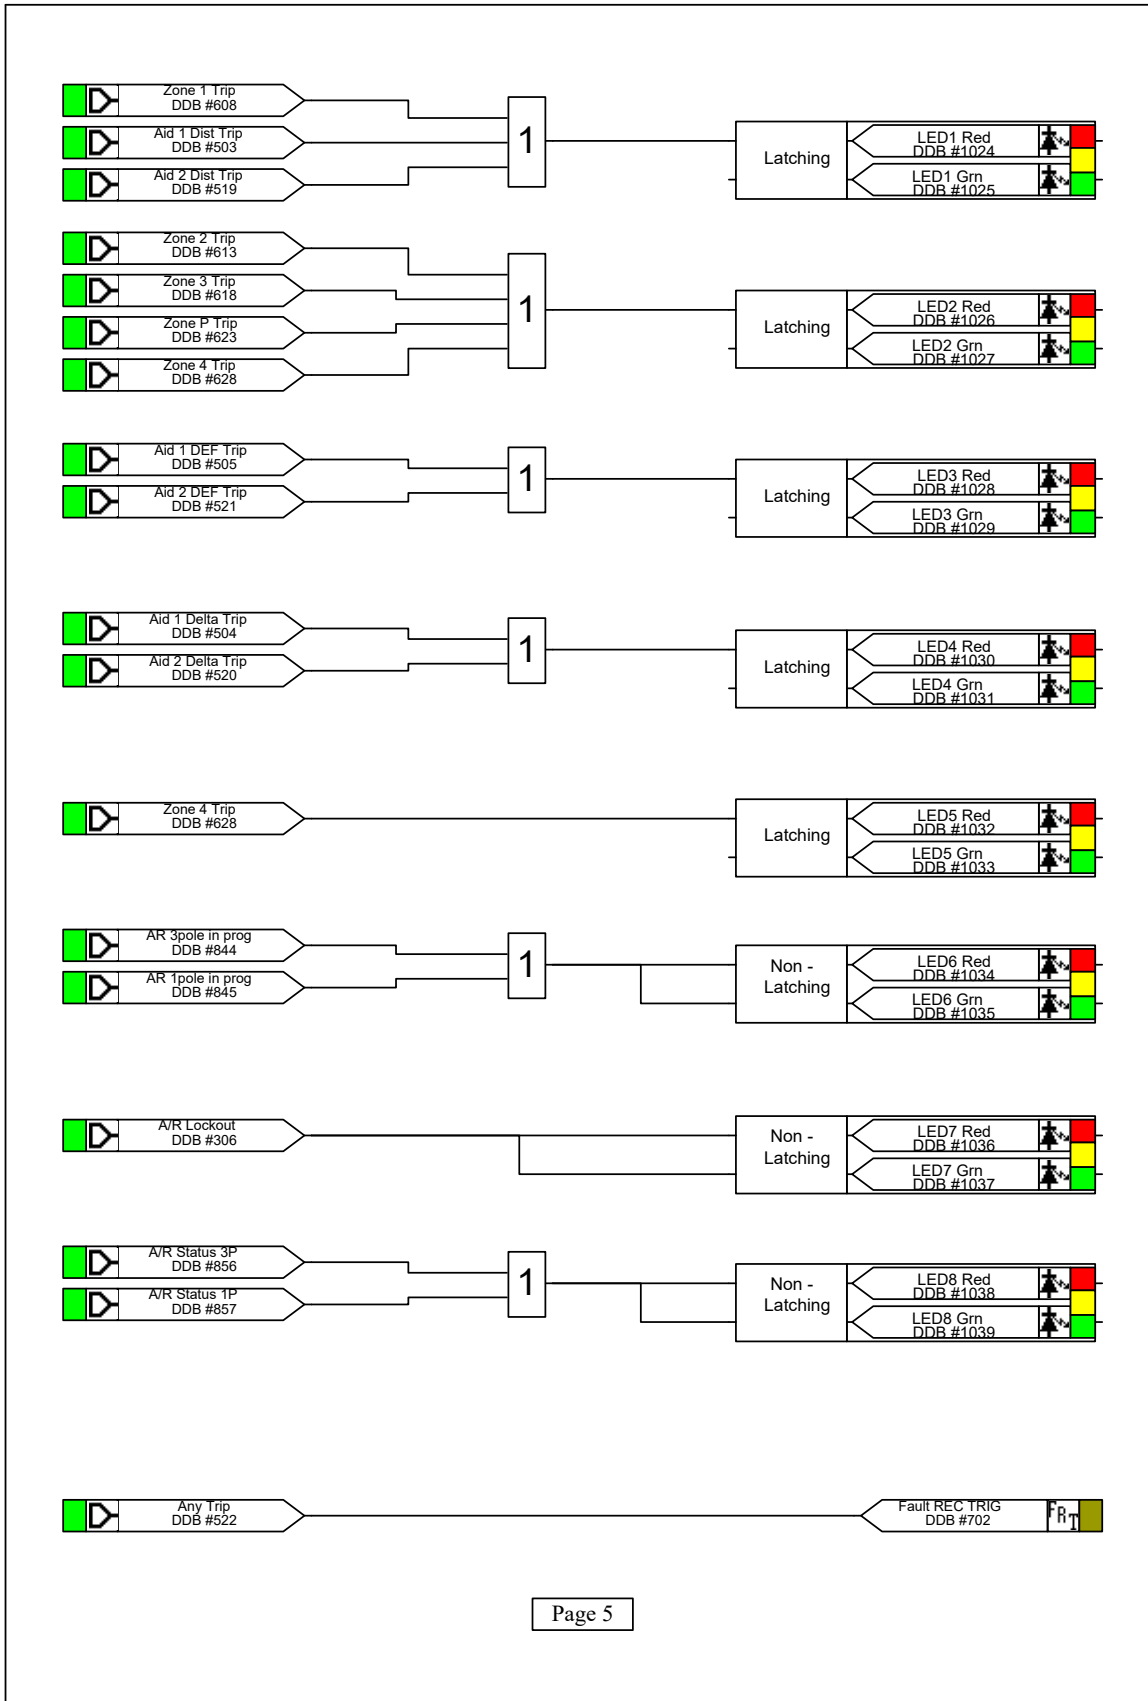 Zone 1 Trip
DDB #608
Aid 1 Dist Trip
DDB #503
Aid 2 Dist Trip
DDB #519
1
Latching
LED1 Red
DDB #1024
LED1 Grn
DDB #1025
Zone 2 Trip
DDB #613
Zone 3 Trip
DDB #618
Zone P Trip
DDB #623
Zone 4 Trip
DDB #628
1
Latching
LED2 Red
DDB #1026
LED2 Grn
DDB #1027
Aid 1 DEF Trip
DDB #505
Aid 2 DEF Trip
DDB #521
1
Latching
LED3 Red
DDB #1028
LED3 Grn
DDB #1029
Aid 1 Delta Trip
DDB #504
Aid 2 Delta Trip
DDB #520
1
Latching
LED4 Red
DDB #1030
LED4 Grn
DDB #1031
Zone 4 Trip
DDB #628
Latching
LED5 Red
DDB #1032
LED5 Grn
DDB #1033
AR 3pole in prog
DDB #844
AR 1pole in prog
DDB #845
1
Non -
Latching
LED6 Red
DDB #1034
LED6 Grn
DDB #1035
A/R Lockout
DDB #306
Non -
Latching
LED7 Red
DDB #1036
LED7 Grn
DDB #1037
A/R Status 3P
DDB #856
A/R Status 1P
DDB #857
1
Non -
Latching
LED8 Red
DDB #1038
LED8 Grn
DDB #1039
Any Trip
DDB #522
Fault REC TRIG
DDB #702
FRT
Page 5